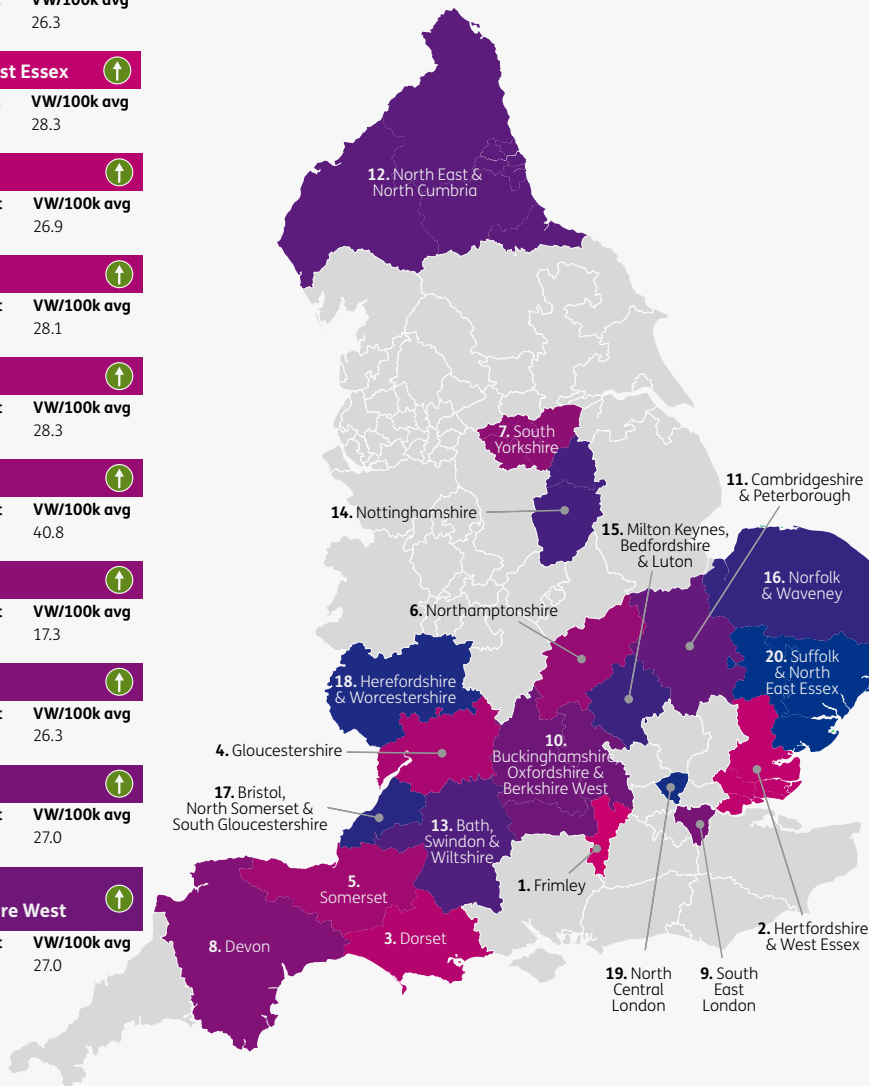 VW/100k avg
26.3
st Essex
VW/100k avg
28.3
VW/100k avg
26.9
VW/100k avg
28.1
VW/100k avg
28.3
VW/100k avg
40.8
VW/100k avg
17.3
VW/100k avg
26.3
VW/100k avg
27.0
re West
VW/100k avg
27.0
12. North East &
North Cumbria
7. South
Yorkshire
14. Nottinghamshire
11. Cambridgeshire
& Peterborough
15. Milton Keynes,
Bedfordshire
& Luton
16. Norfolk
& Waveney
6. Northamptonshire
20. Suffolk
& North
East Essex
18. Herefordshire
& Worcestershire
4. Gloucestershire
10.
Buckinghamshire
Oxfordshire &
Berkshire West
17. Bristol,
North Somerset &
South Gloucestershire
13. Bath,
Swindon &
Wiltshire
5.
Somerset
1. Frimley
8. Devon
3. Dorset
2. Hertfordshire
& West Essex
19. North
Central
London
9. South
East
London